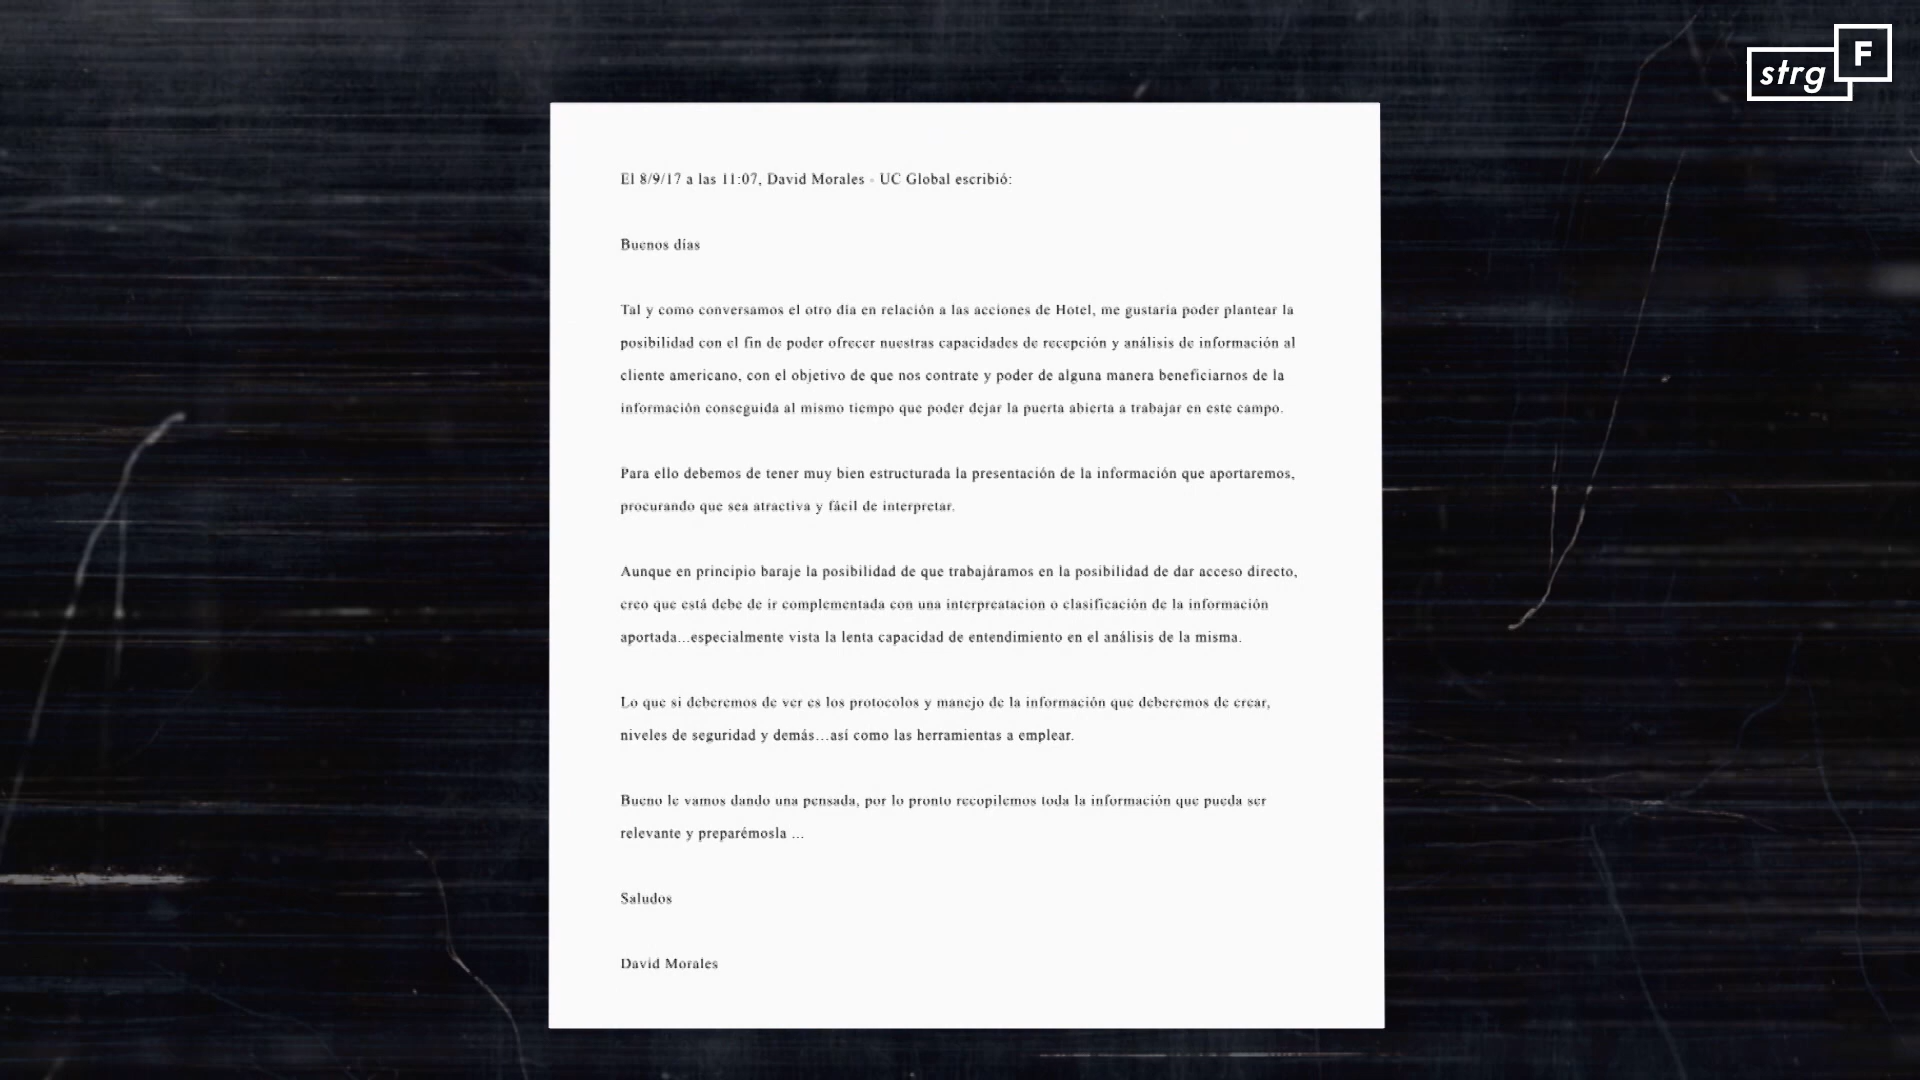 strg F
El 8/9/17 a las 11:07, David Morales - UC Global escribió:
Buenos días
Tal y como conversamos el otro día en relación a las acciones de Hotel, me gustaría poder plantear la
posibilidad con el fin de poder ofrecer nuestras capacidades de recepción y análisis de información al
cliente americano, con el objetivo de que nos contrate y poder de alguna manera beneficiarnos de la
información conseguida al mismo tiempo que poder dejar la puerta abierta a trabajar en este campo.
Para ello debemos de tener muy bien estructurada la presentación de la información que aportaremos,
procurando que sea atractiva y fácil de interpretar.
Aunque en principio baraje la posibilidad de que trabajáramos en la posibilidad de dar acceso directo,
creo que está debe de ir complementada con una interpreatacion o clasificación de la información
aportada...especialmente vista la lenta capacidad de entendimiento en el análisis de la misma.
Lo que si deberemos de ver es los protocolos y manejo de la información que deberemos de crear,
niveles de seguridad y demás...así como las herramientas a emplear.
Bueno le vamos dando una pensada, por lo pronto recopilemos toda la información que pueda ser
relevante y preparémosla ...
Saludos
David Morales